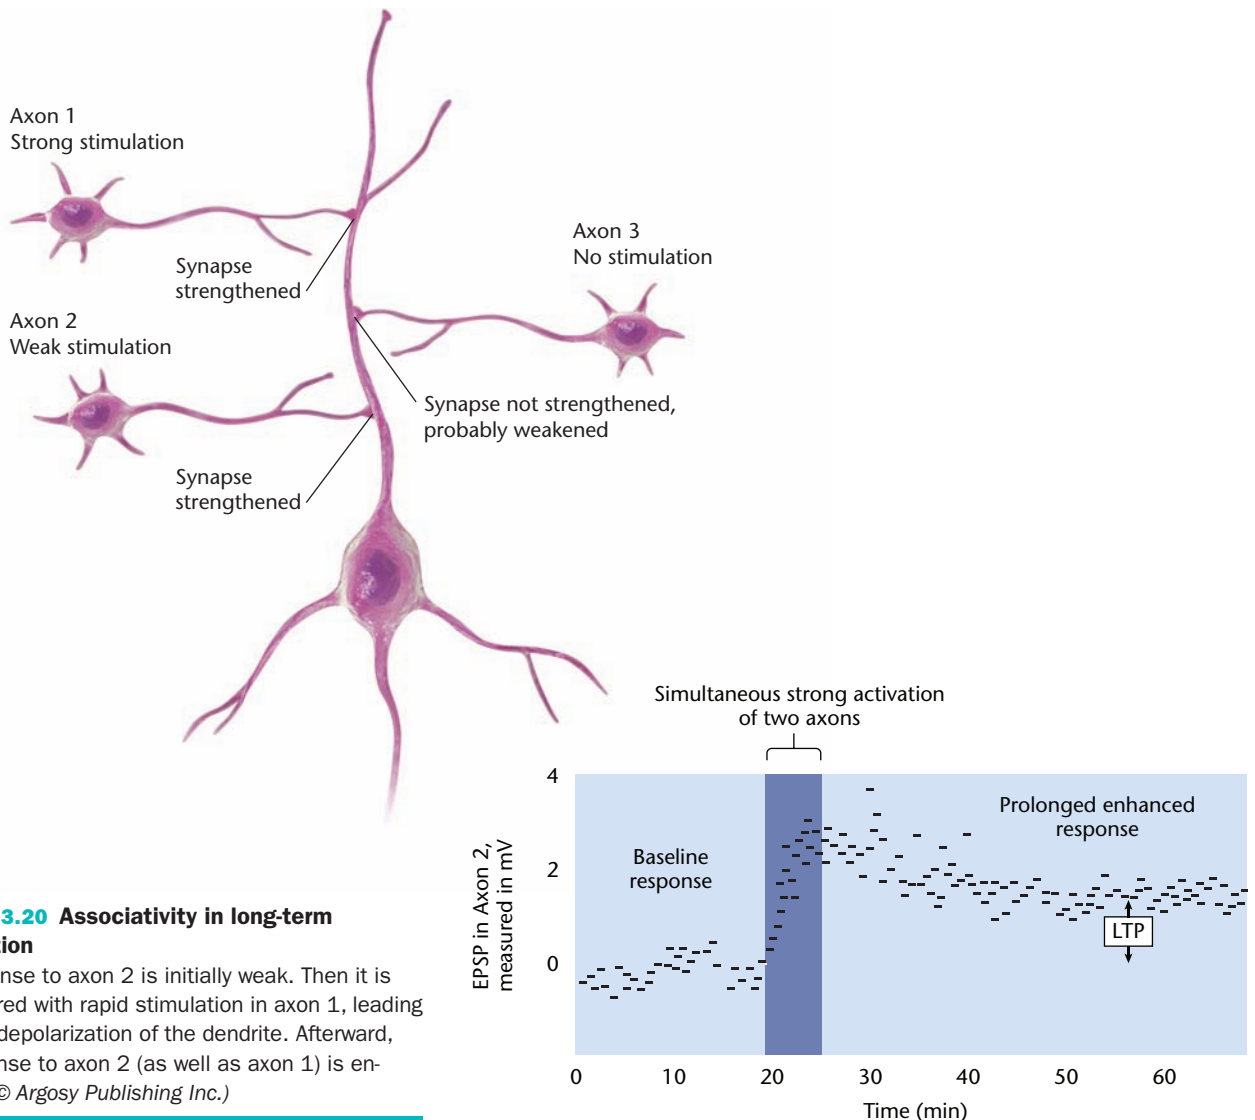 Axon 1
Strong stimulation
Axon 3
No stimulation
Synapse
strengthened
Axon 2
Weak stimulation
Synapse not strengthened,
probably weakened
Synapse
strengthened
Simultaneous strong activation
of two axons
4
2
0
EPSP in Axon 2,
measured in mV
Baseline
response
Prolonged enhanced
response
LTP
0 10 20 30 40 50 60
Time (min)
3.20 Associativity in long-term
tion
nse to axon 2 is initially weak. Then it is
red with rapid stimulation in axon 1, leading
depolarization of the dendrite. Afterward,
nse to axon 2 (as well as axon 1) is en-
© Argosy Publishing Inc.)